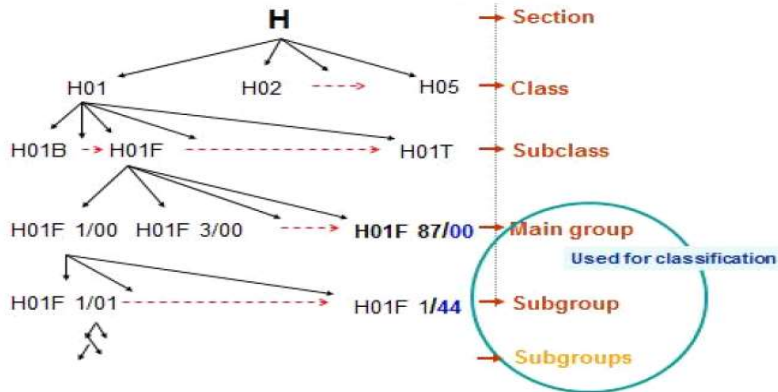 H Section
H01 H02 H05 Class
H01B H01F H01T Subclass
H01F 1/00 H01F 3/00 H01F 87/00 Main group
Used for classification
H01F 1/01 H01F 1/44 Subgroup
Subgroups